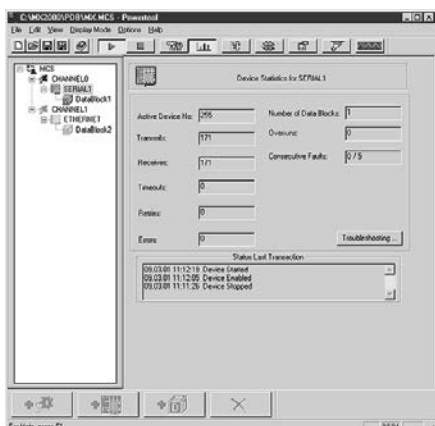 C:\MX2000\PDB\MX.MCS - Powertool
File Edit View Display Mode Options Help
MCS
CHANNEL0
SERIAL1
DataBlock1
CHANNEL1
ETHERNET
DataBlock2
Device Statistics for SERIAL1
Active Device No: 255
Number of Data Blocks: 1
Transmits: 171
Overruns: 0
Receives: 171
Consecutive Faults: 0 / 5
Timeouts: 0
Retries: 0
Errors: 0
Troubleshooting ...
Status Last Transaction
09.03.01 11:12:19 Device Started
09.03.01 11:12:05 Device Enabled
09.03.01 11:11:26 Device Stopped